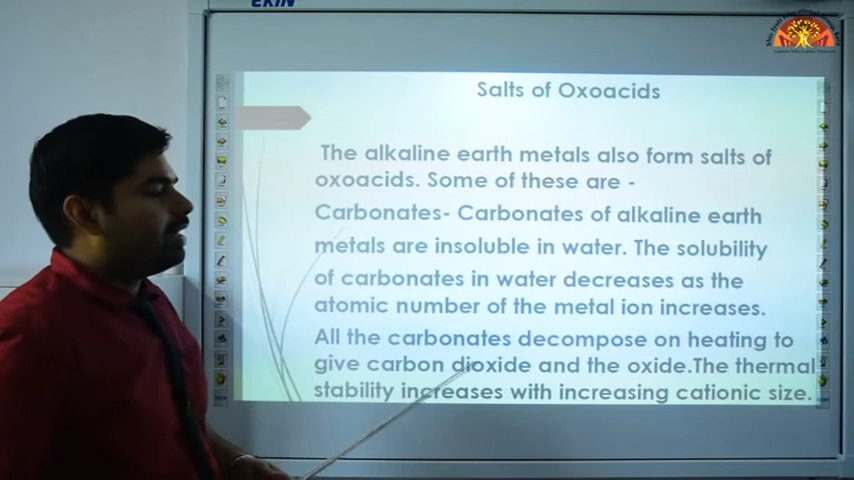 EKIN
Salts of Oxoacids
The alkaline earth metals also form salts of
oxoacids. Some of these are -
Carbonates- Carbonates of alkaline earth
metals are insoluble in water. The solubility
of carbonates in water decreases as the
atomic number of the metal ion increases.
All the carbonates decompose on heating to
give carbon dioxide and the oxide.The thermal
stability increases with increasing cationic size.